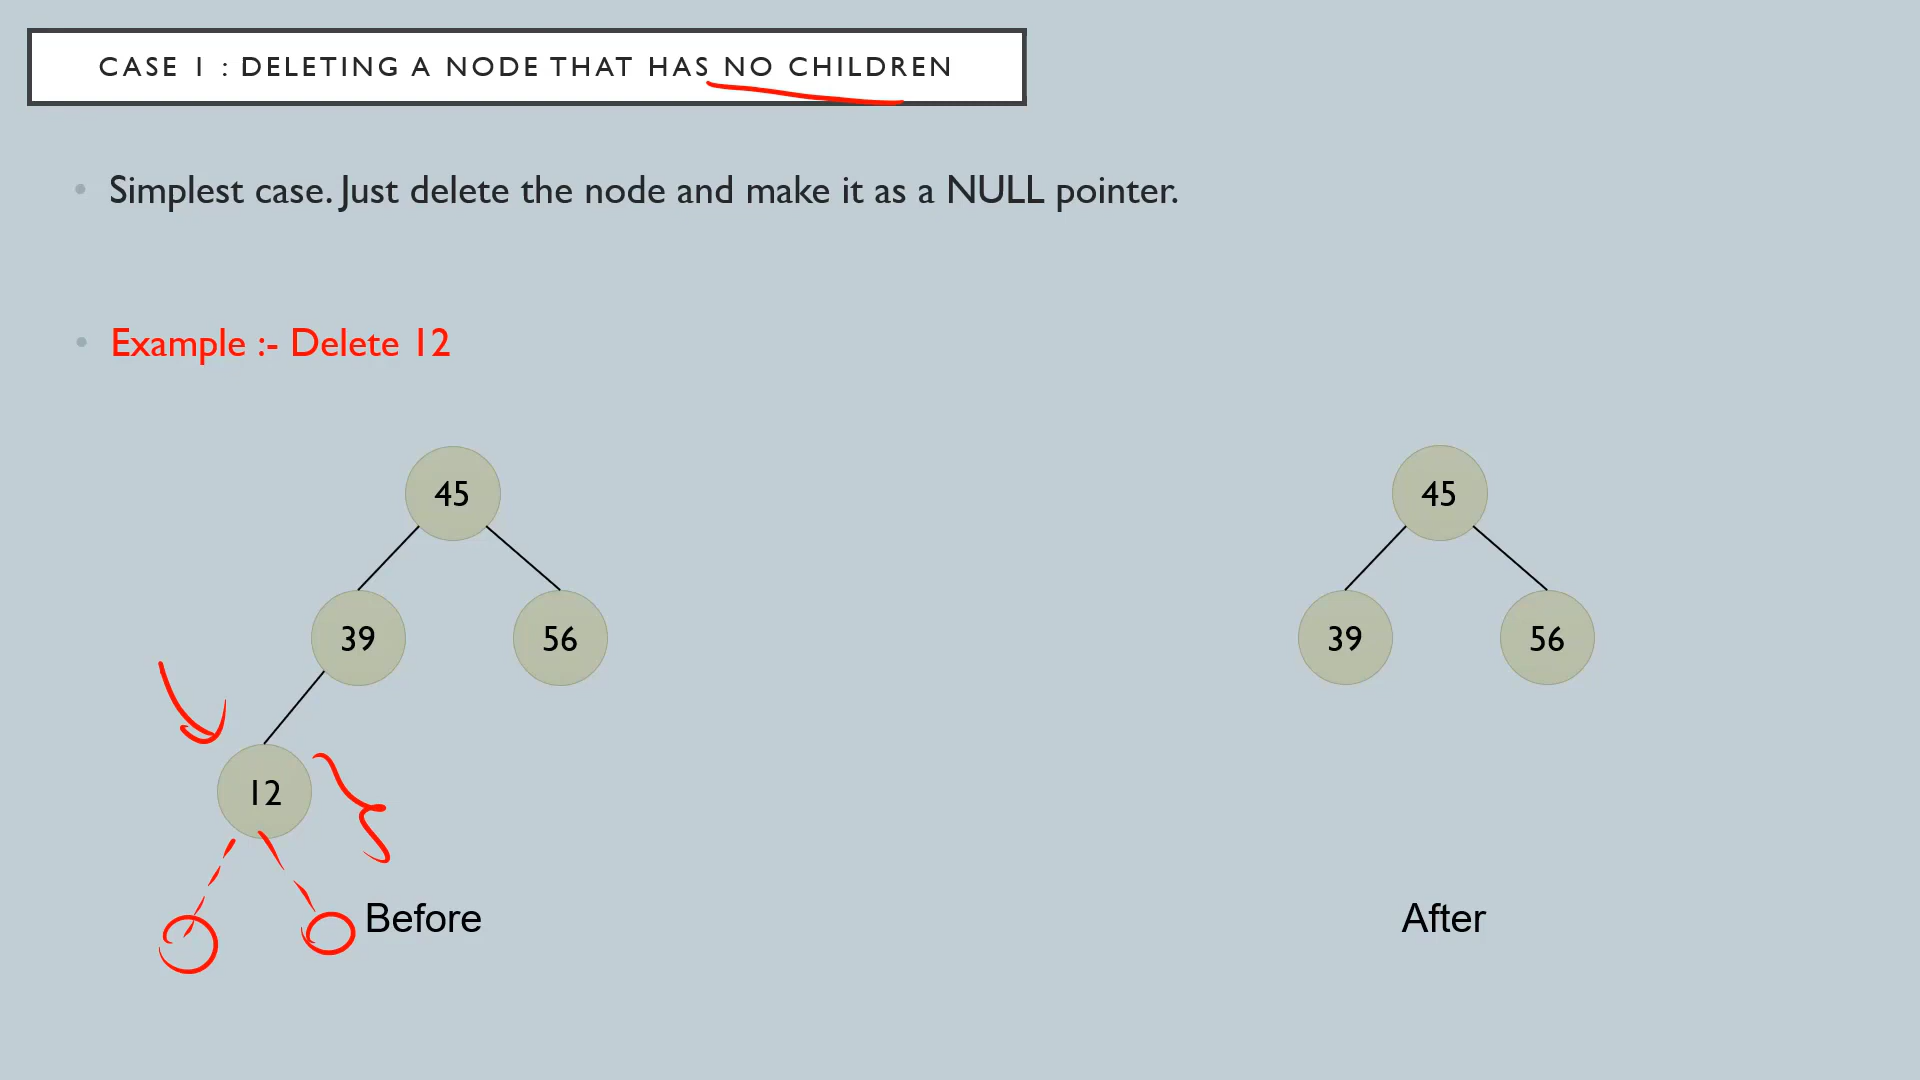 CASE 1 : DELETING A NODE THAT HAS NO CHILDREN
• Simplest case. Just delete the node and make it as a NULL pointer.
• Example :- Delete 12
45
45
39
56
39
56
12
Before
After